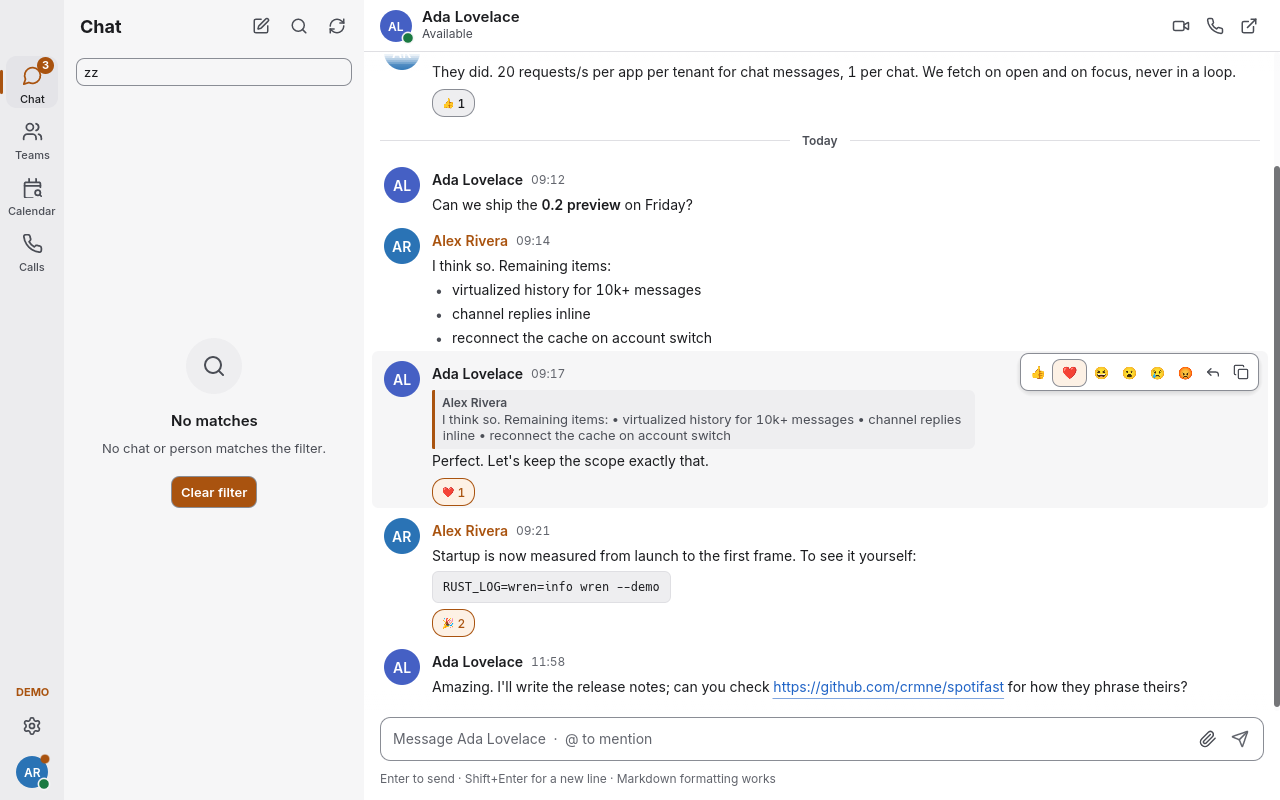 Chat
zz
3
Chat
Teams
Calendar
Calls
No matches
No chat or person matches the filter.
Clear filter
DEMO
AR
AL
Ada Lovelace
Available
They did. 20 requests/s per app per tenant for chat messages, 1 per chat. We fetch on open and on focus, never in a loop.
👍 1
Today
AL
Ada Lovelace 09:12
Can we ship the 0.2 preview on Friday?
AR
Alex Rivera 09:14
I think so. Remaining items:
• virtualized history for 10k+ messages
• channel replies inline
• reconnect the cache on account switch
AL
Ada Lovelace 09:17
👍 ❤️ 😆 😮 😢 😡
Alex Rivera
I think so. Remaining items: • virtualized history for 10k+ messages • channel replies
inline • reconnect the cache on account switch
Perfect. Let's keep the scope exactly that.
❤️ 1
AR
Alex Rivera 09:21
Startup is now measured from launch to the first frame. To see it yourself:
RUST_LOG=wren=info wren --demo
🎉 2
AL
Ada Lovelace 11:58
Amazing. I'll write the release notes; can you check https://github.com/crmne/spotifast for how they phrase theirs?
Message Ada Lovelace · @ to mention
Enter to send · Shift+Enter for a new line · Markdown formatting works